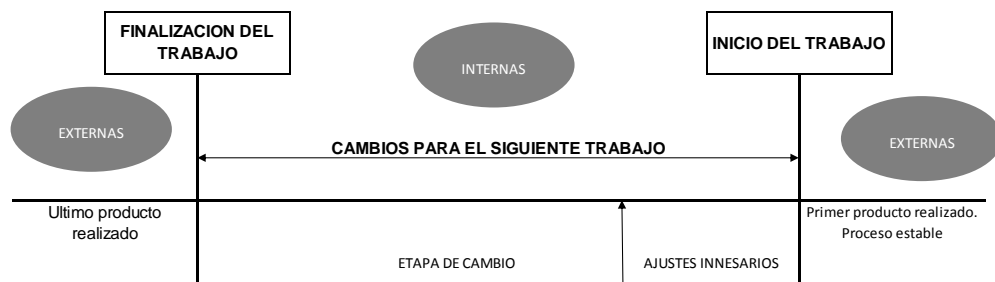 FINALIZACION DEL
TRABAJO
INTERNAS
INICIO DEL TRABAJO
EXTERNAS
CAMBIOS PARA EL SIGUIENTE TRABAJO
EXTERNAS
Ultimo producto
realizado
Primer producto realizado.
Proceso estable
ETAPA DE CAMBIO
AJUSTES INNESARIOS